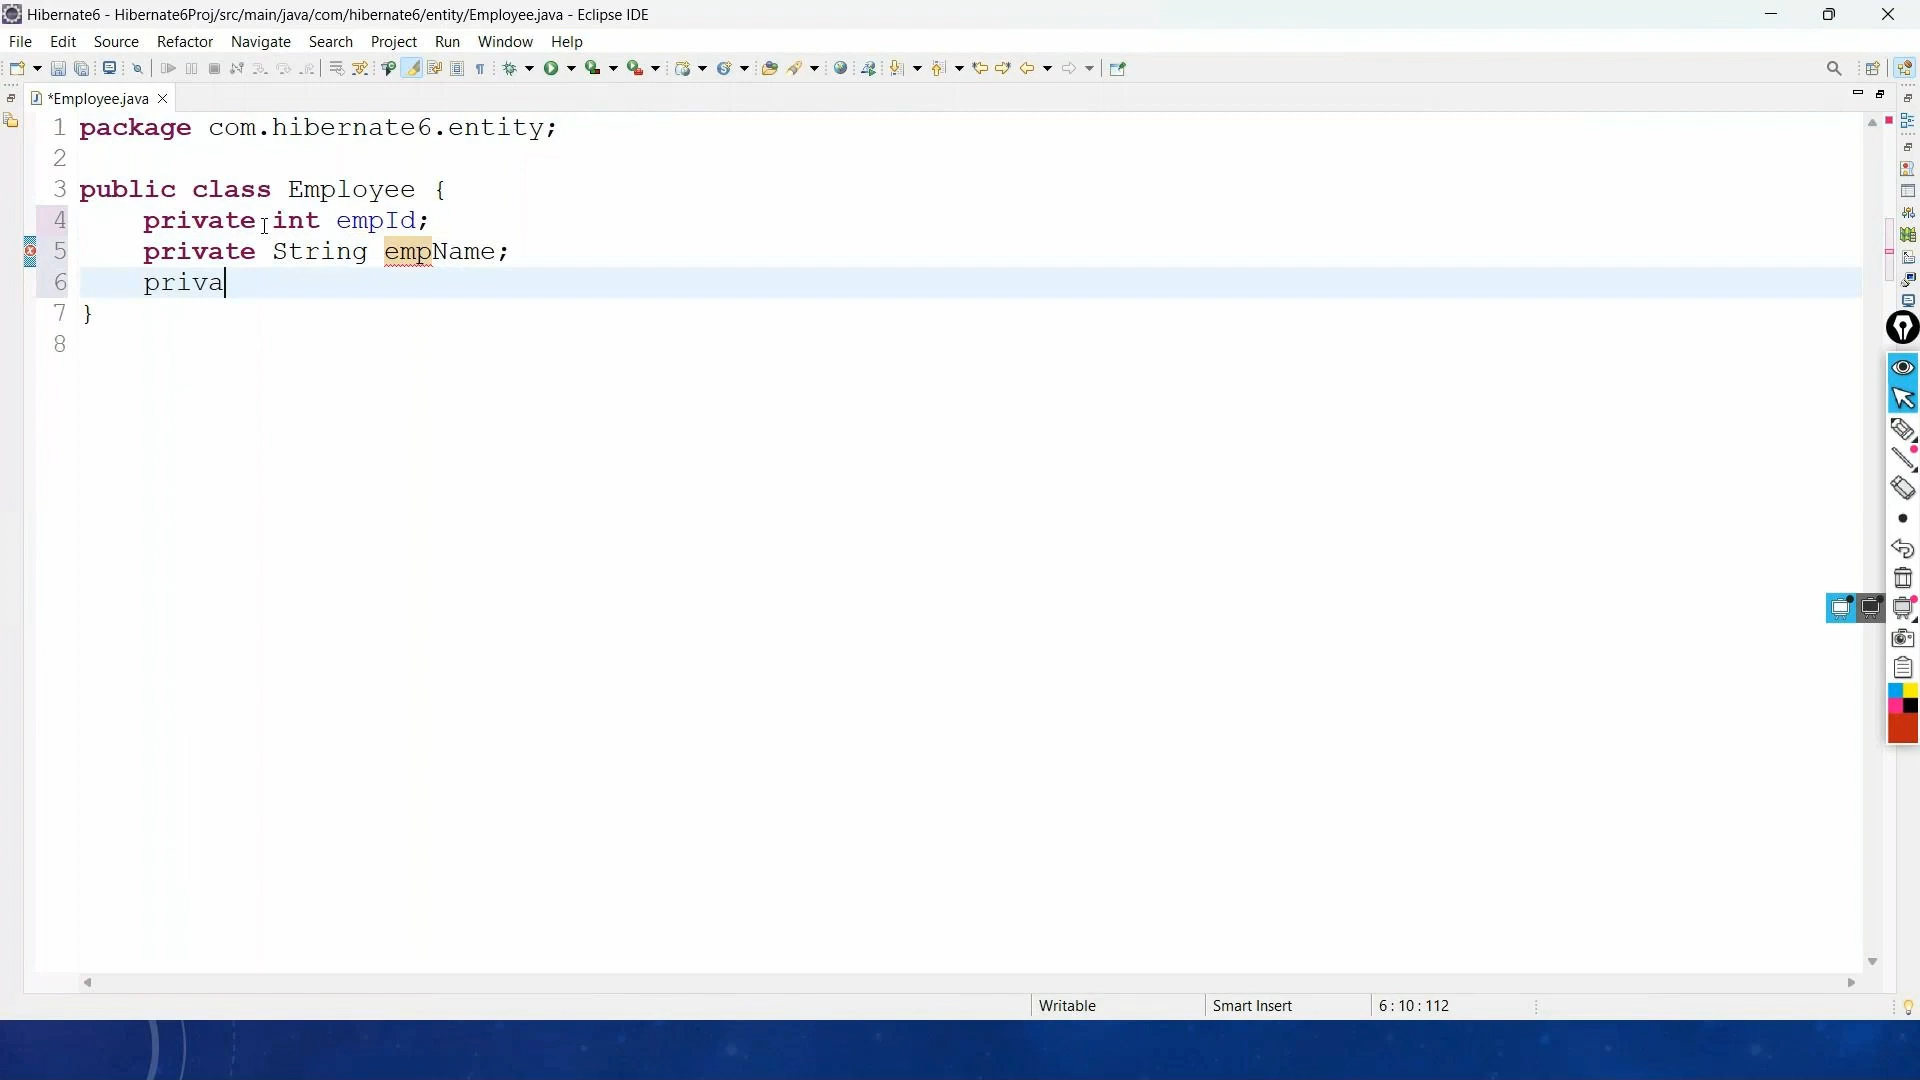 Hibernate6 - Hibernate6Proj/src/main/java/com/hibernate6/entity/Employee.java - Eclipse IDE
File Edit Source Refactor Navigate Search Project Run Window Help
*Employee.java
1 package com.hibernate6.entity;
2
3 public class Employee {
4 private int empId;
5 private String empName;
6 priva
7 }
8
Writable Smart Insert 6 : 10 : 112